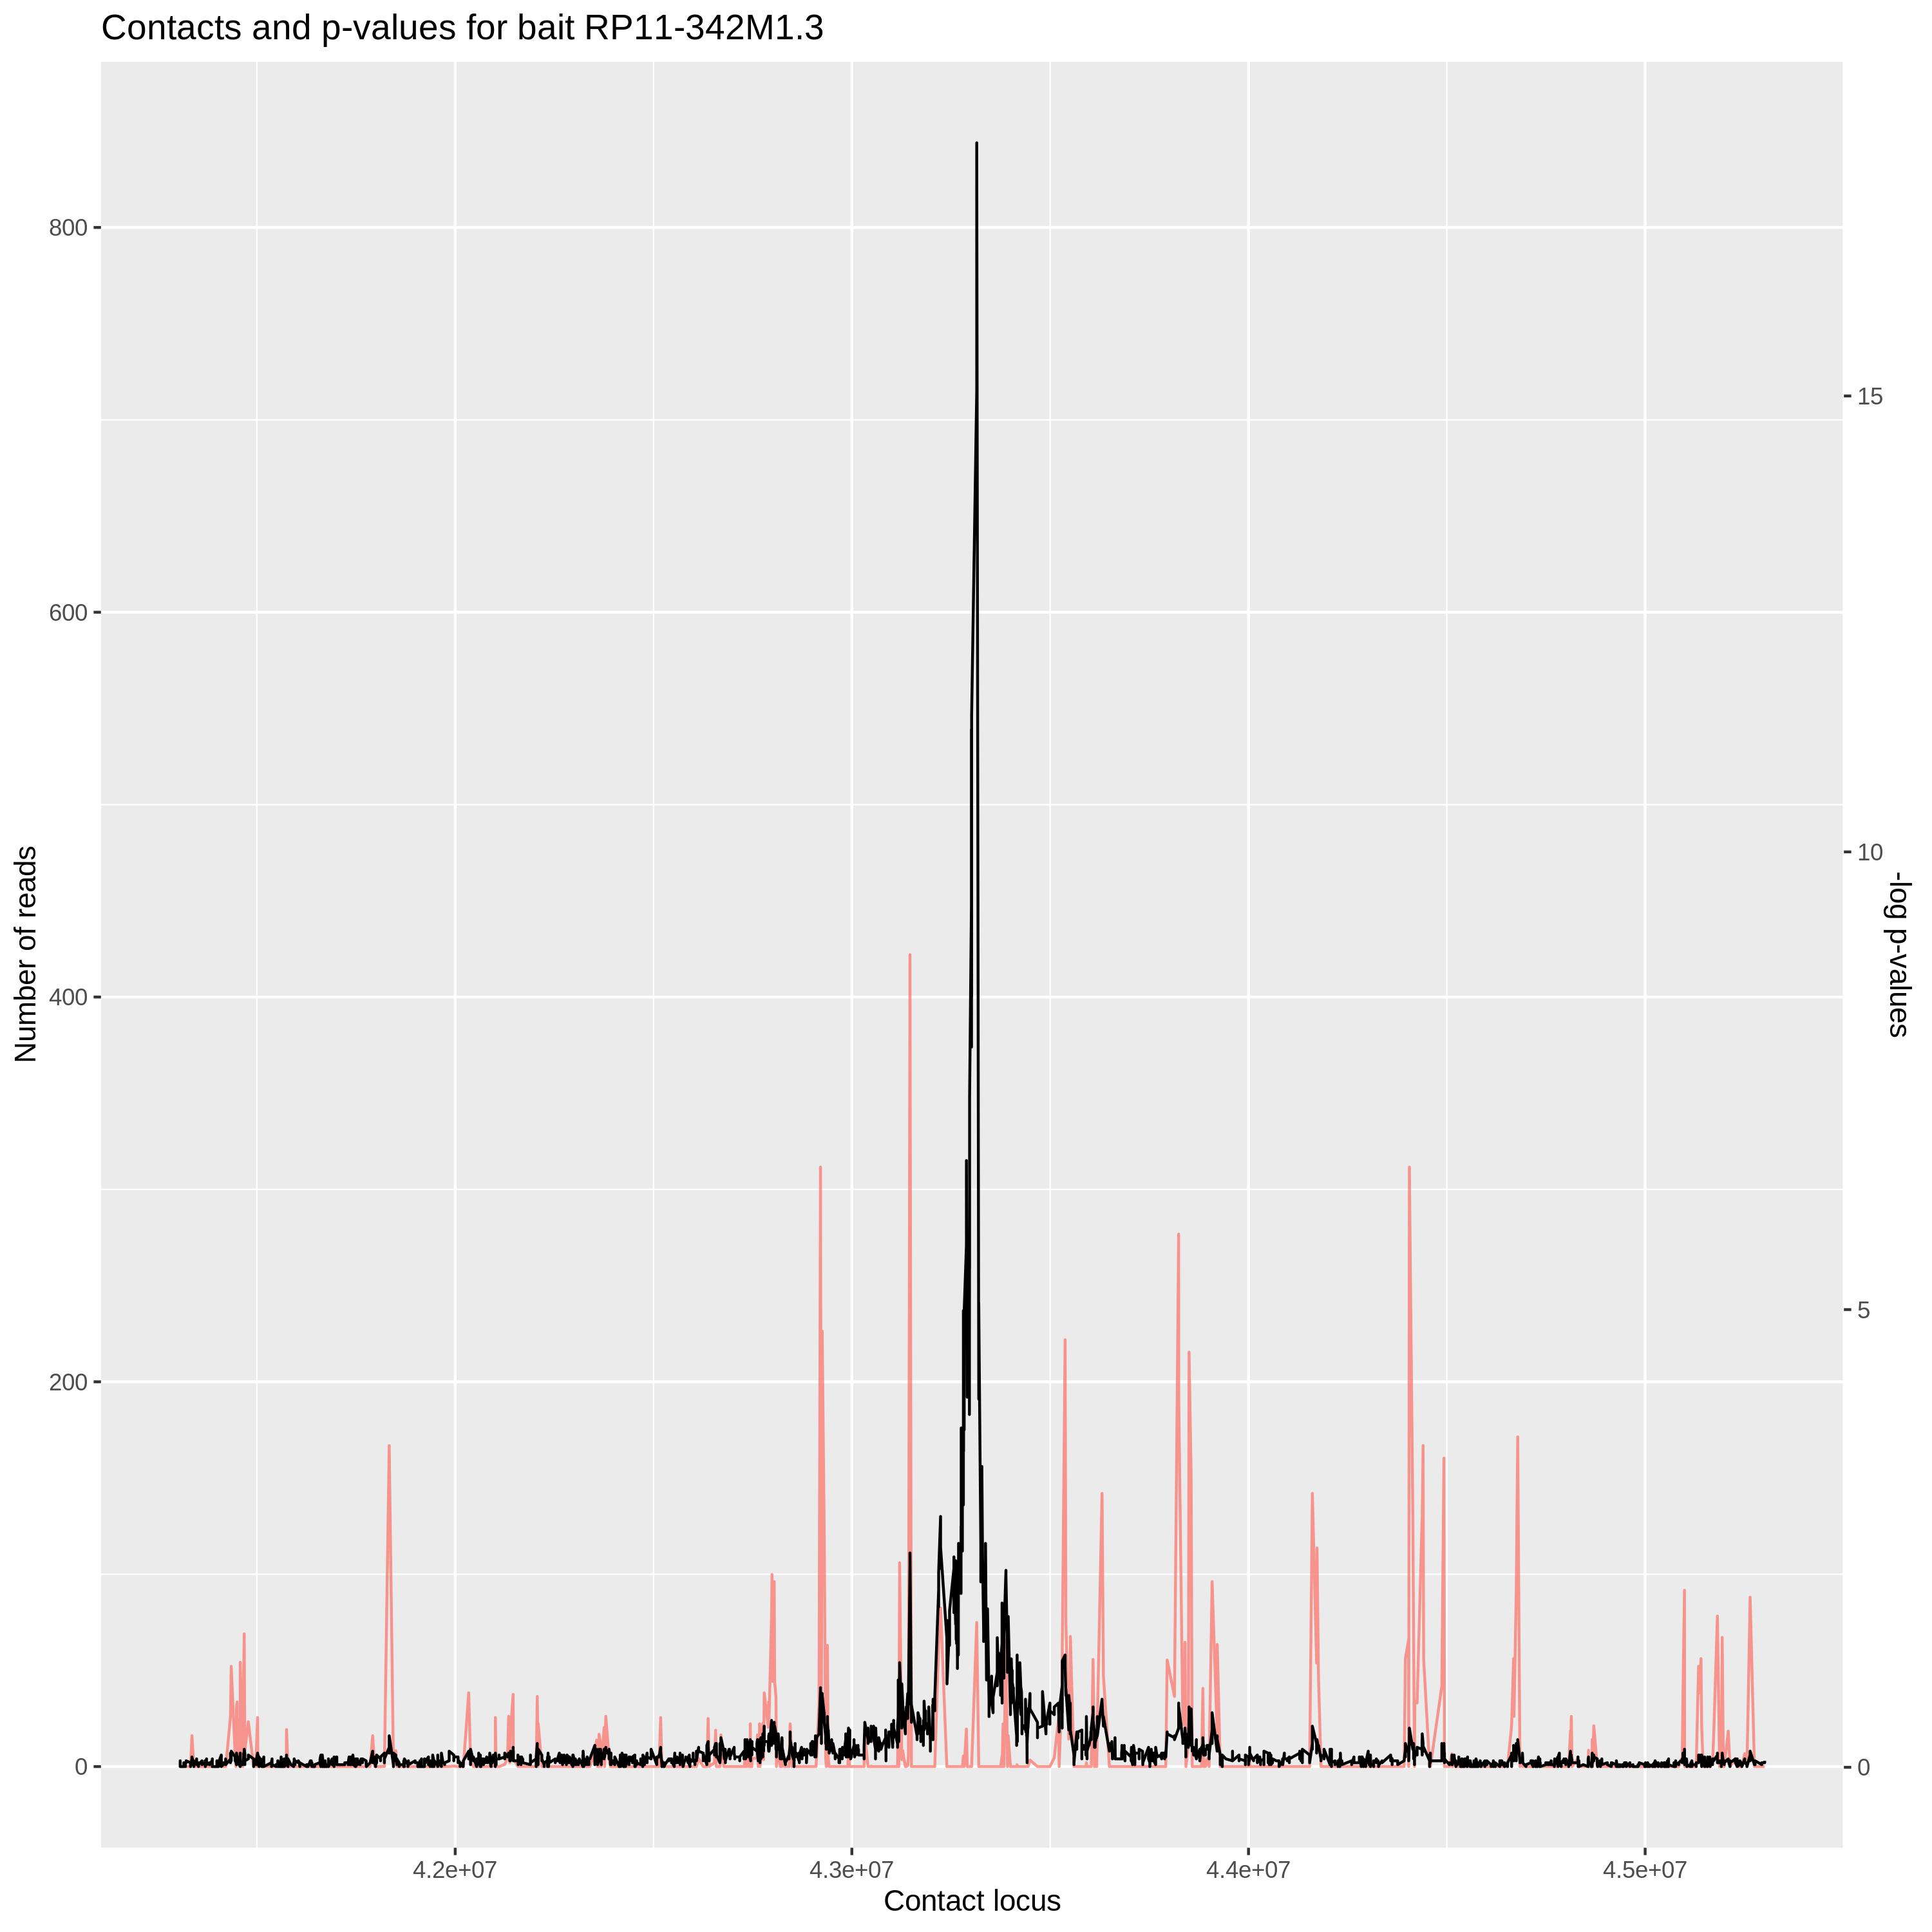 Contacts and p-values for bait RP11-342M1.3
800
600
400
200
0
Number of reads
15
10
5
0
-log p-values
4.2e+07
4.3e+07
4.4e+07
4.5e+07
Contact locus